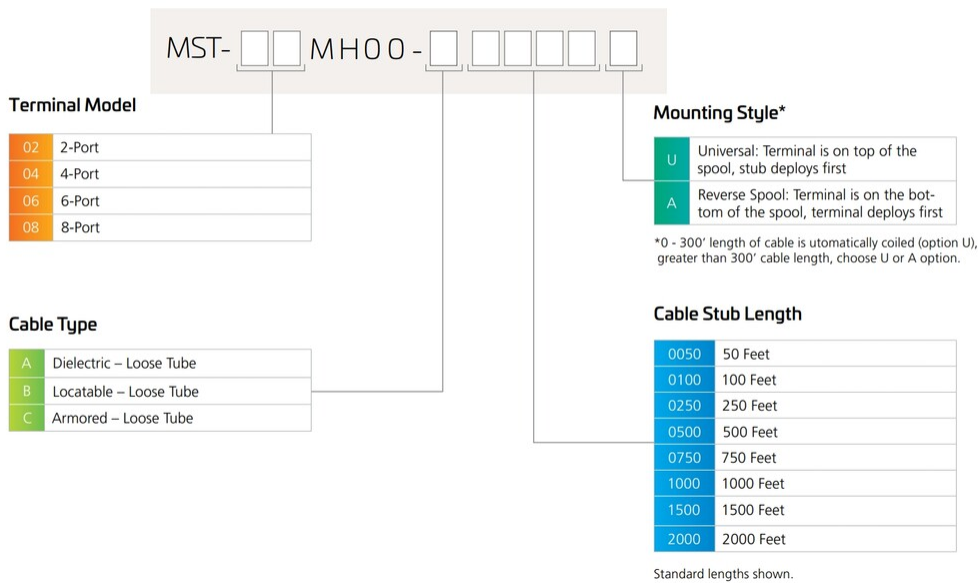 MST- MH00 -
Terminal Model
02 2-Port
04 4-Port
06 6-Port
08 8-Port
Cable Type
A Dielectric – Loose Tube
B Locatable – Loose Tube
C Armored – Loose Tube
Mounting Style*
U Universal: Terminal is on top of the
spool, stub deploys first
A Reverse Spool: Terminal is on the bot-
tom of the spool, terminal deploys first
*0 - 300’ length of cable is utomatically coiled (option U),
greater than 300’ cable length, choose U or A option.
Cable Stub Length
0050 50 Feet
0100 100 Feet
0250 250 Feet
0500 500 Feet
0750 750 Feet
1000 1000 Feet
1500 1500 Feet
2000 2000 Feet
Standard lengths shown.